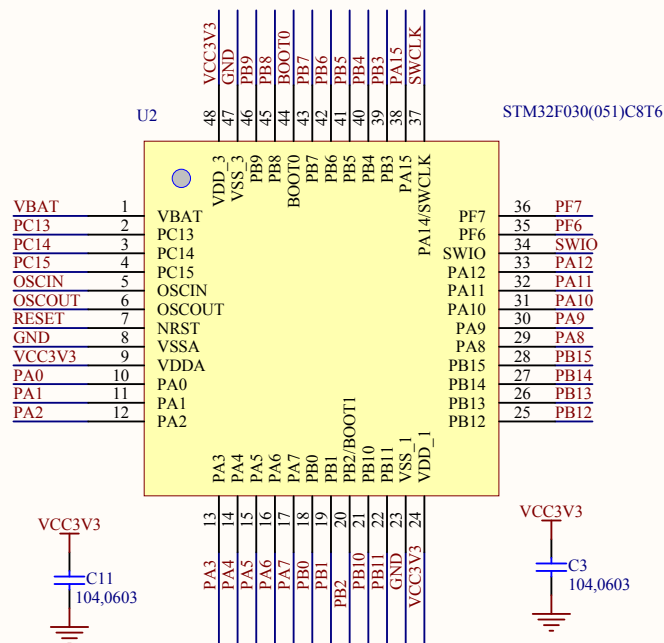 VCC3V3
GND
PB9
PB8
BOOT0
PB7
PB6
PB5
PB4
PB3
PA15
SWCLK
U2
48
47
46
45
44
43
42
41
40
39
38
37
STM32F030(051)C8T6
VDD_3
VSS_3
PB9
PB8
BOOT0
PB7
PB6
PB5
PB4
PB3
PA15
PA14/SWCLK
VBAT 1 VBAT
PC13 2 PC13
PC14 3 PC14
PC15 4 PC15
OSCIN 5 OSCIN
OSCOUT 6 OSCOUT
RESET 7 NRST
GND 8 VSSA
VCC3V3 9 VDDA
PA0 10 PA0
PA1 11 PA1
PA2 12 PA2
PF7 36 PF7
PF6 35 PF6
SWIO 34 SWIO
PA12 33 PA12
PA11 32 PA11
PA10 31 PA10
PA9 30 PA9
PA8 29 PA8
PB15 28 PB15
PB14 27 PB14
PB13 26 PB13
PB12 25 PB12
PA3
PA4
PA5
PA6
PA7
PB0
PB1
PB2/BOOT1
PB10
PB11
VSS_1
VDD_1
13
14
15
16
17
18
19
20
21
22
23
24
PA3
PA4
PA5
PA6
PA7
PB0
PB1
PB2
PB10
PB11
GND
VCC3V3
VCC3V3
C11
104,0603
VCC3V3
C3
104,0603